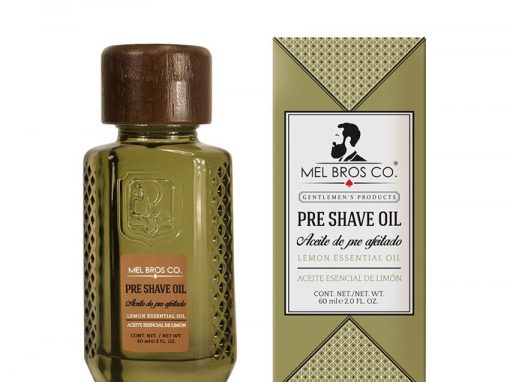 MEL BROS CO.
PRE SHAVE OIL
Aceite de pre afeitado
LEMON ESSENTIAL OIL
ACEITE ESENCIAL DE LIMÓN
CONT. NET. / NET. WT.
60 ml e 2 FL. OZ.
MEL BROS CO.®
GENTLEMEN'S PRODUCTS
PRE SHAVE OIL
Aceite de pre afeitado
LEMON ESSENTIAL OIL
ACEITE ESENCIAL DE LIMÓN
CONT. NET./NET. WT.
60 ml e 2.0 FL. OZ.